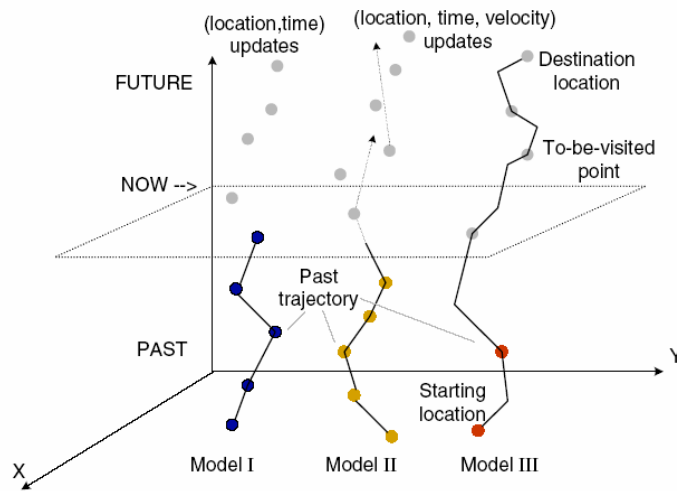 (location,time)
updates
(location, time, velocity)
updates
FUTURE
Destination
location
To-be-visited
point
NOW -->
Past
trajectory
PAST
Y
Starting
location
X
Model I
Model II
Model III